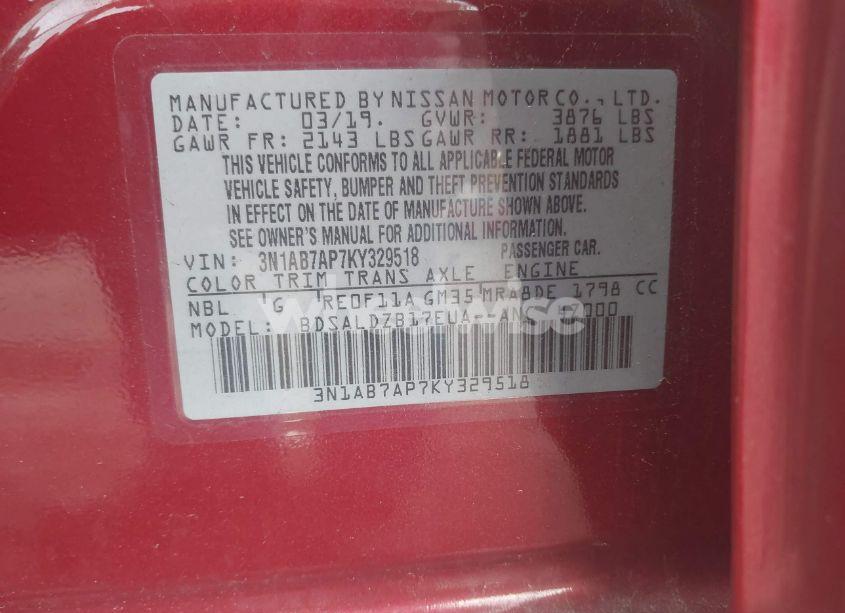 MANUFACTURED BY NISSAN MOTOR CO., LTD.
DATE: 03/19. GVWR: 3876 LBS
GAWR FR: 2143 LBS GAWR RR: 1881 LBS
THIS VEHICLE CONFORMS TO ALL APPLICABLE FEDERAL MOTOR
VEHICLE SAFETY, BUMPER AND THEFT PREVENTION STANDARDS
IN EFFECT ON THE DATE OF MANUFACTURE SHOWN ABOVE.
SEE OWNER'S MANUAL FOR ADDITIONAL INFORMATION.
VIN: 3N1AB7AP7KY329518 PASSENGER CAR.
COLOR TRIM TRANS AXLE ENGINE
NBL G RE0F11A GM35 MRA8DE 1798 CC
MODEL: BDSALDZB17EUA
3N1AB7AP7KY329518